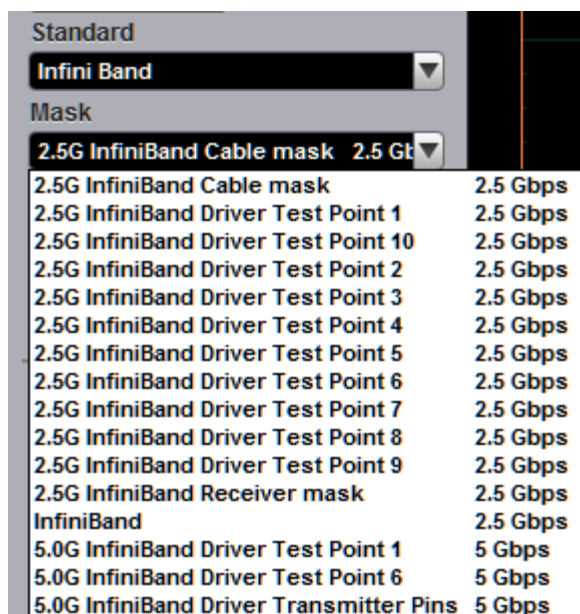 Standard
Infini Band
Mask
2.5G InfiniBand Cable mask 2.5 Gb
2.5G InfiniBand Cable mask 2.5 Gbps
2.5G InfiniBand Driver Test Point 1 2.5 Gbps
2.5G InfiniBand Driver Test Point 10 2.5 Gbps
2.5G InfiniBand Driver Test Point 2 2.5 Gbps
2.5G InfiniBand Driver Test Point 3 2.5 Gbps
2.5G InfiniBand Driver Test Point 4 2.5 Gbps
2.5G InfiniBand Driver Test Point 5 2.5 Gbps
2.5G InfiniBand Driver Test Point 6 2.5 Gbps
2.5G InfiniBand Driver Test Point 7 2.5 Gbps
2.5G InfiniBand Driver Test Point 8 2.5 Gbps
2.5G InfiniBand Driver Test Point 9 2.5 Gbps
2.5G InfiniBand Receiver mask 2.5 Gbps
InfiniBand 2.5 Gbps
5.0G InfiniBand Driver Test Point 1 5 Gbps
5.0G InfiniBand Driver Test Point 6 5 Gbps
5.0G InfiniBand Driver Transmitter Pins 5 Gbps